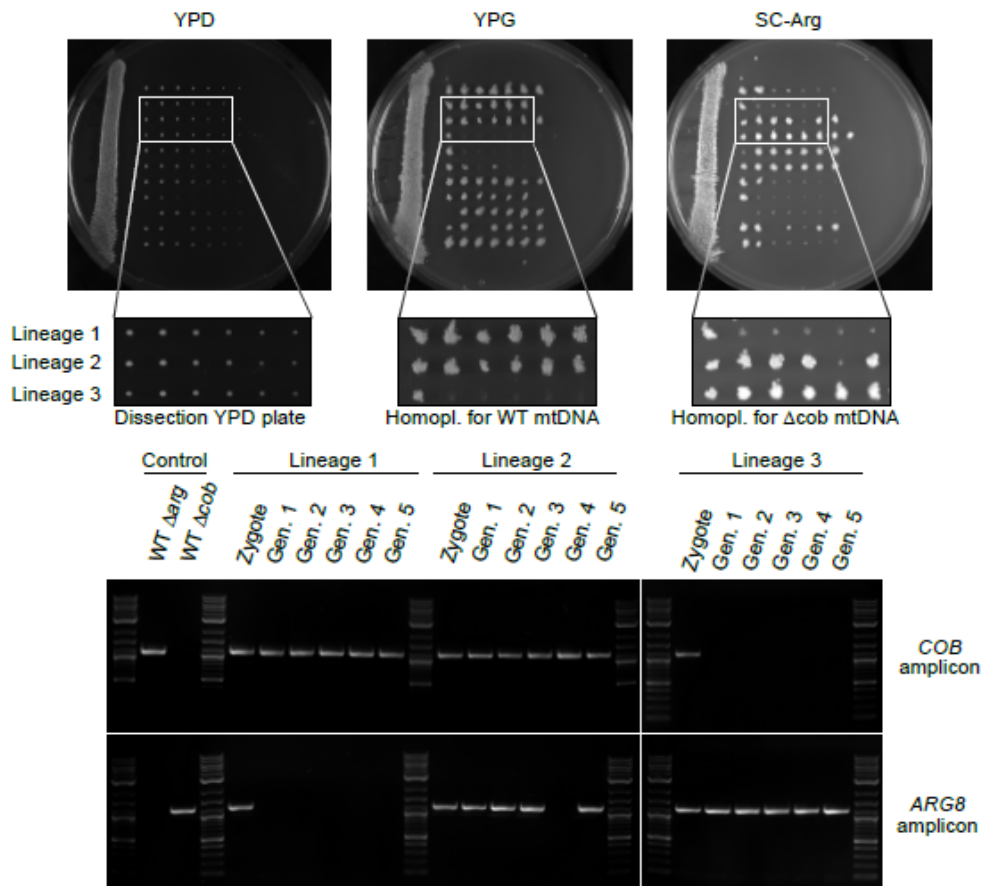 YPD YPG SC-Arg
Lineage 1
Lineage 2
Lineage 3
Dissection YPD plate Homopl. for WT mtDNA Homopl. for Δcob mtDNA
Control Lineage 1 Lineage 2 Lineage 3
WT Δarg WT Δcob Zygote Gen. 1 Gen. 2 Gen. 3 Gen. 4 Gen. 5 Zygote Gen. 1 Gen. 2 Gen. 3 Gen. 4 Gen. 5 Zygote Gen. 1 Gen. 2 Gen. 3 Gen. 4 Gen. 5
COB
amplicon
ARG8
amplicon